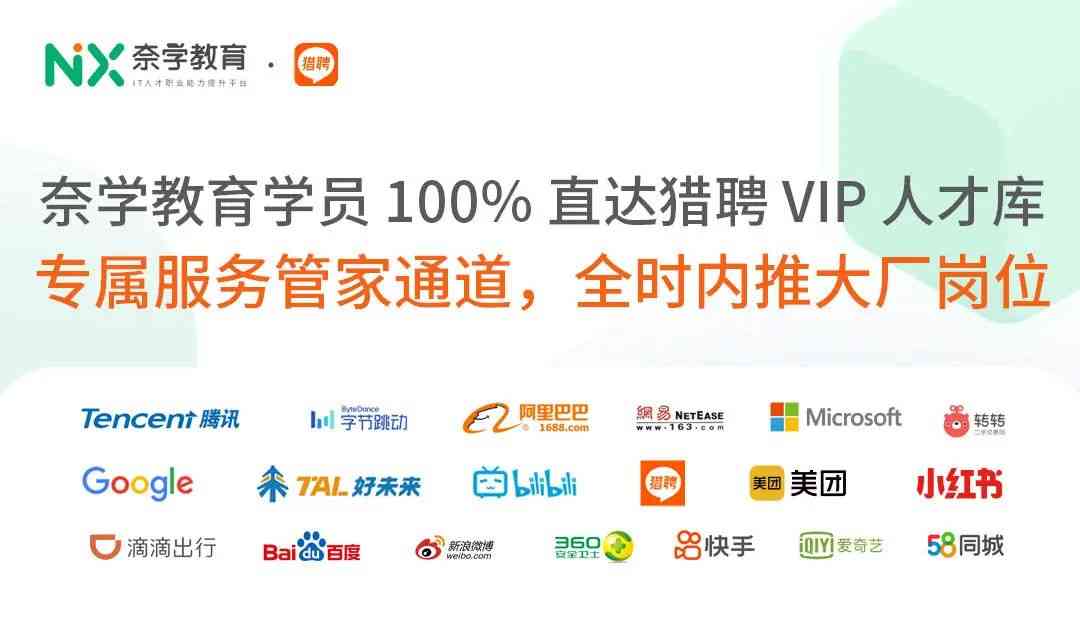 NiX 奈学教育 · 猎聘
IT人才职业能力提升平台
奈学教育学员 100% 直达猎聘 VIP 人才库
专属服务管家通道，全时内推大厂岗位
Tencent 腾讯
ByteDance
字节跳动
阿里巴巴
1688.com
網易 NETEASE
www.163.com
Microsoft
转转
Google
TAL 好未来
bilibili
猎聘
美团 美团
小红书
滴滴出行
Bai du 百度
新浪微博
weibo.com
360
安全卫士
快手
iQIYI 爱奇艺
58同城